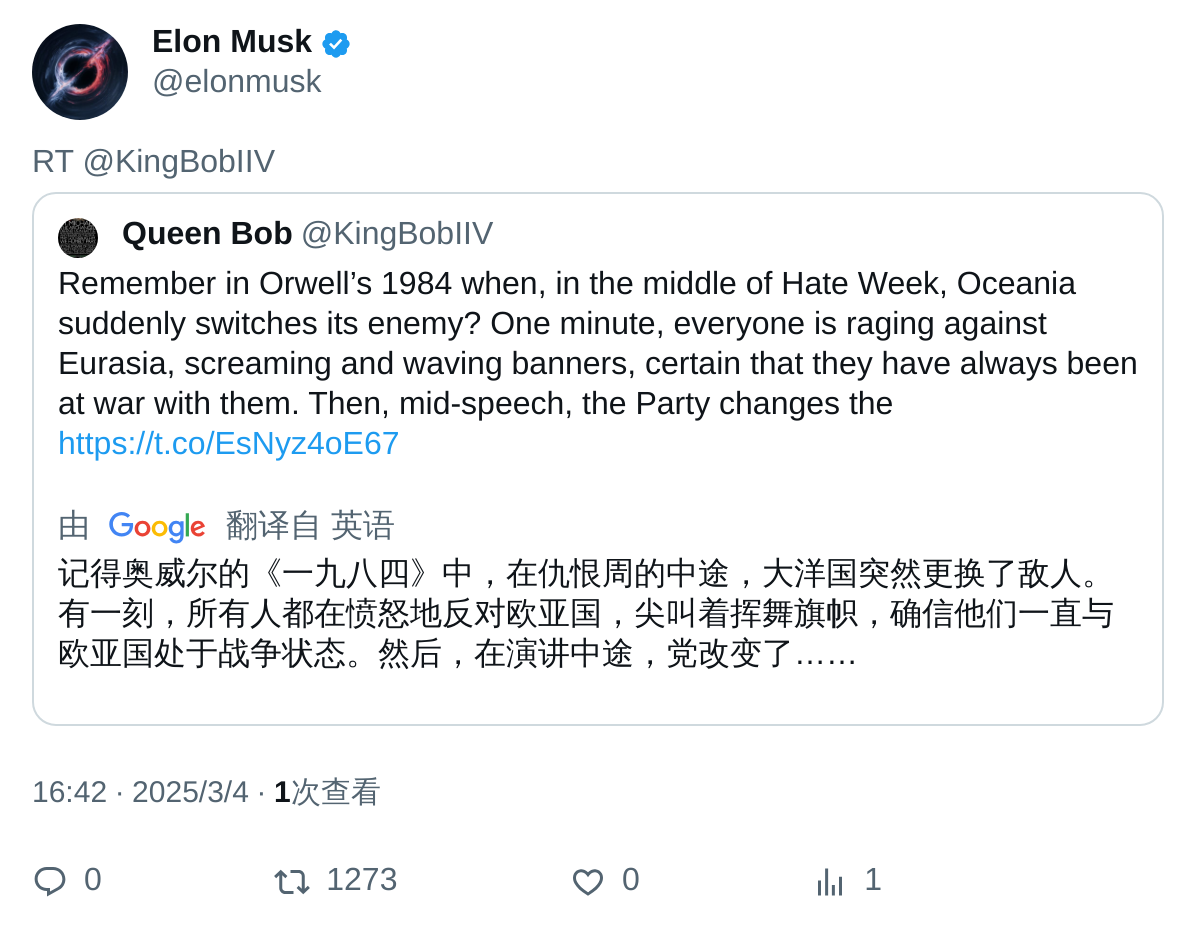 Elon Musk
@elonmusk
RT @KingBobIIV
Queen Bob @KingBobIIV
Remember in Orwell’s 1984 when, in the middle of Hate Week, Oceania
suddenly switches its enemy? One minute, everyone is raging against
Eurasia, screaming and waving banners, certain that they have always been
at war with them. Then, mid-speech, the Party changes the
https://t.co/EsNyz4oE67
由 Google 翻译自 英语
记得奥威尔的《一九八四》中，在仇恨周的中途，大洋国突然更换了敌人。
有一刻，所有人都在愤怒地反对欧亚国，尖叫着挥舞旗帜，确信他们一直与
欧亚国处于战争状态。然后，在演讲中途，党改变了……
16:42 · 2025/3/4 · 1次查看
0 1273 0 1